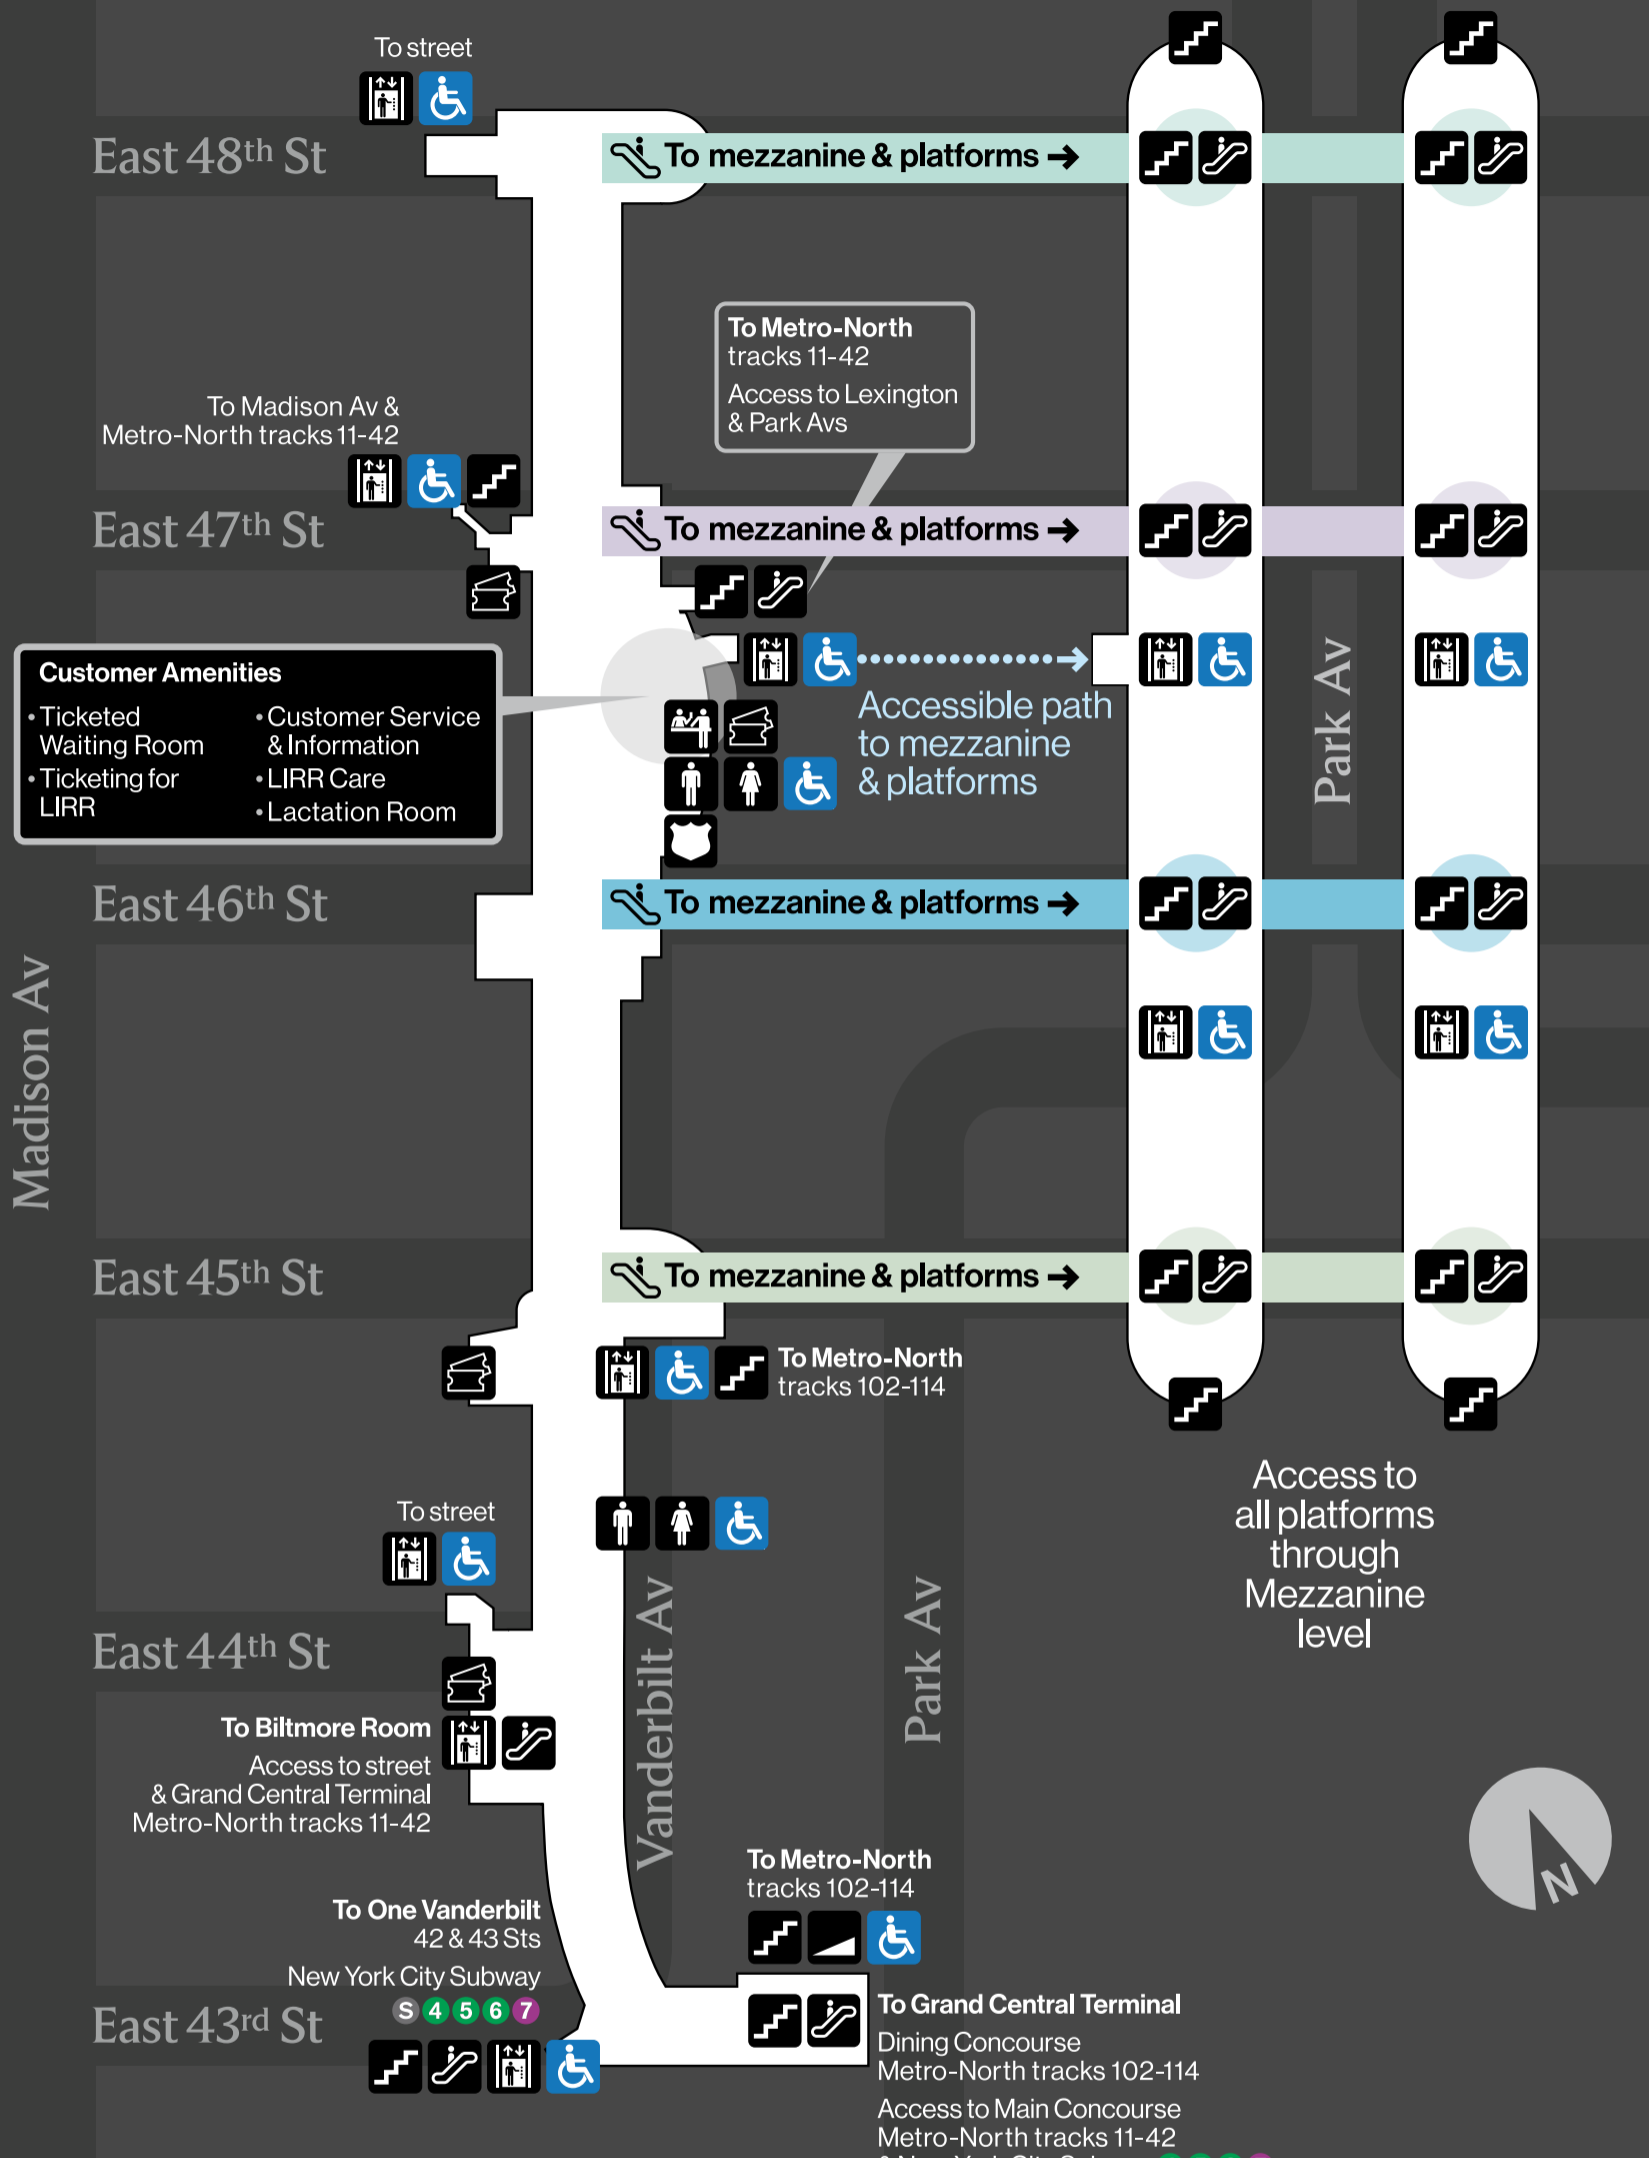 To street
East 48th St
To mezzanine & platforms →
To Metro-North
tracks 11-42
Access to Lexington
& Park Avs
To Madison Av &
Metro-North tracks 11-42
East 47th St
To mezzanine & platforms →
Customer Amenities
• Ticketed
Waiting Room
• Ticketing for
LIRR
• Customer Service
& Information
• LIRR Care
• Lactation Room
Accessible path
to mezzanine
& platforms
Park Av
East 46th St
To mezzanine & platforms →
Madison Av
East 45th St
To mezzanine & platforms →
To Metro-North
tracks 102-114
Access to
all platforms
through
Mezzanine
level
To street
East 44th St
Vanderbilt Av
Park Av
To Biltmore Room
Access to street
& Grand Central Terminal
Metro-North tracks 11-42
N
To Metro-North
tracks 102-114
To One Vanderbilt
42 & 43 Sts
New York City Subway
S 4 5 6 7
East 43rd St
To Grand Central Terminal
Dining Concourse
Metro-North tracks 102-114
Access to Main Concourse
Metro-North tracks 11-42